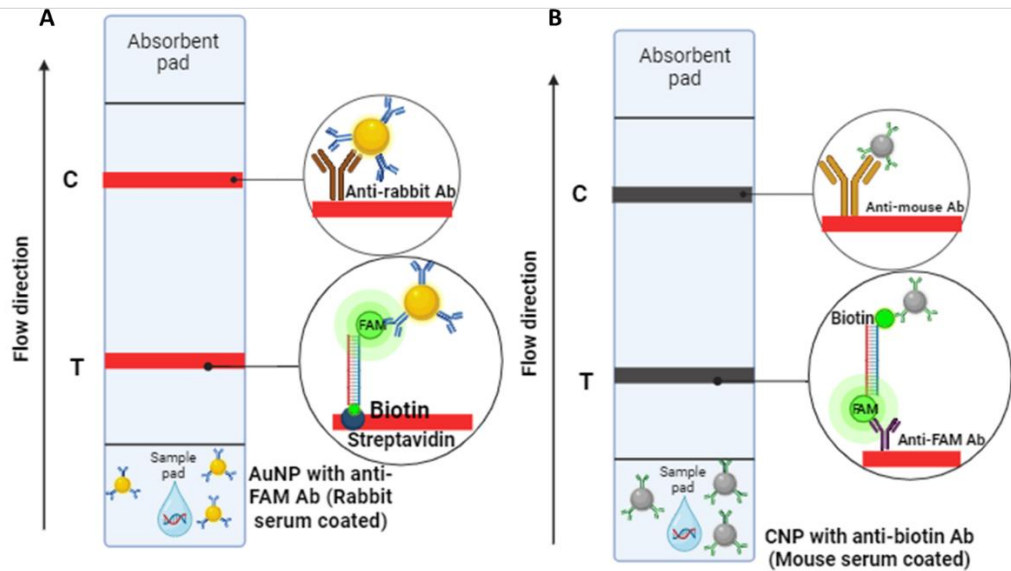 A
Absorbent
pad
Flow direction
C
Anti-rabbit Ab
T
FAM
Biotin
Streptavidin
Sample
pad
AuNP with anti-
FAM Ab (Rabbit
serum coated)
B
Absorbent
pad
Flow direction
C
Anti-mouse Ab
T
Biotin
FAM
Anti-FAM Ab
Sample
pad
CNP with anti-biotin Ab
(Mouse serum coated)